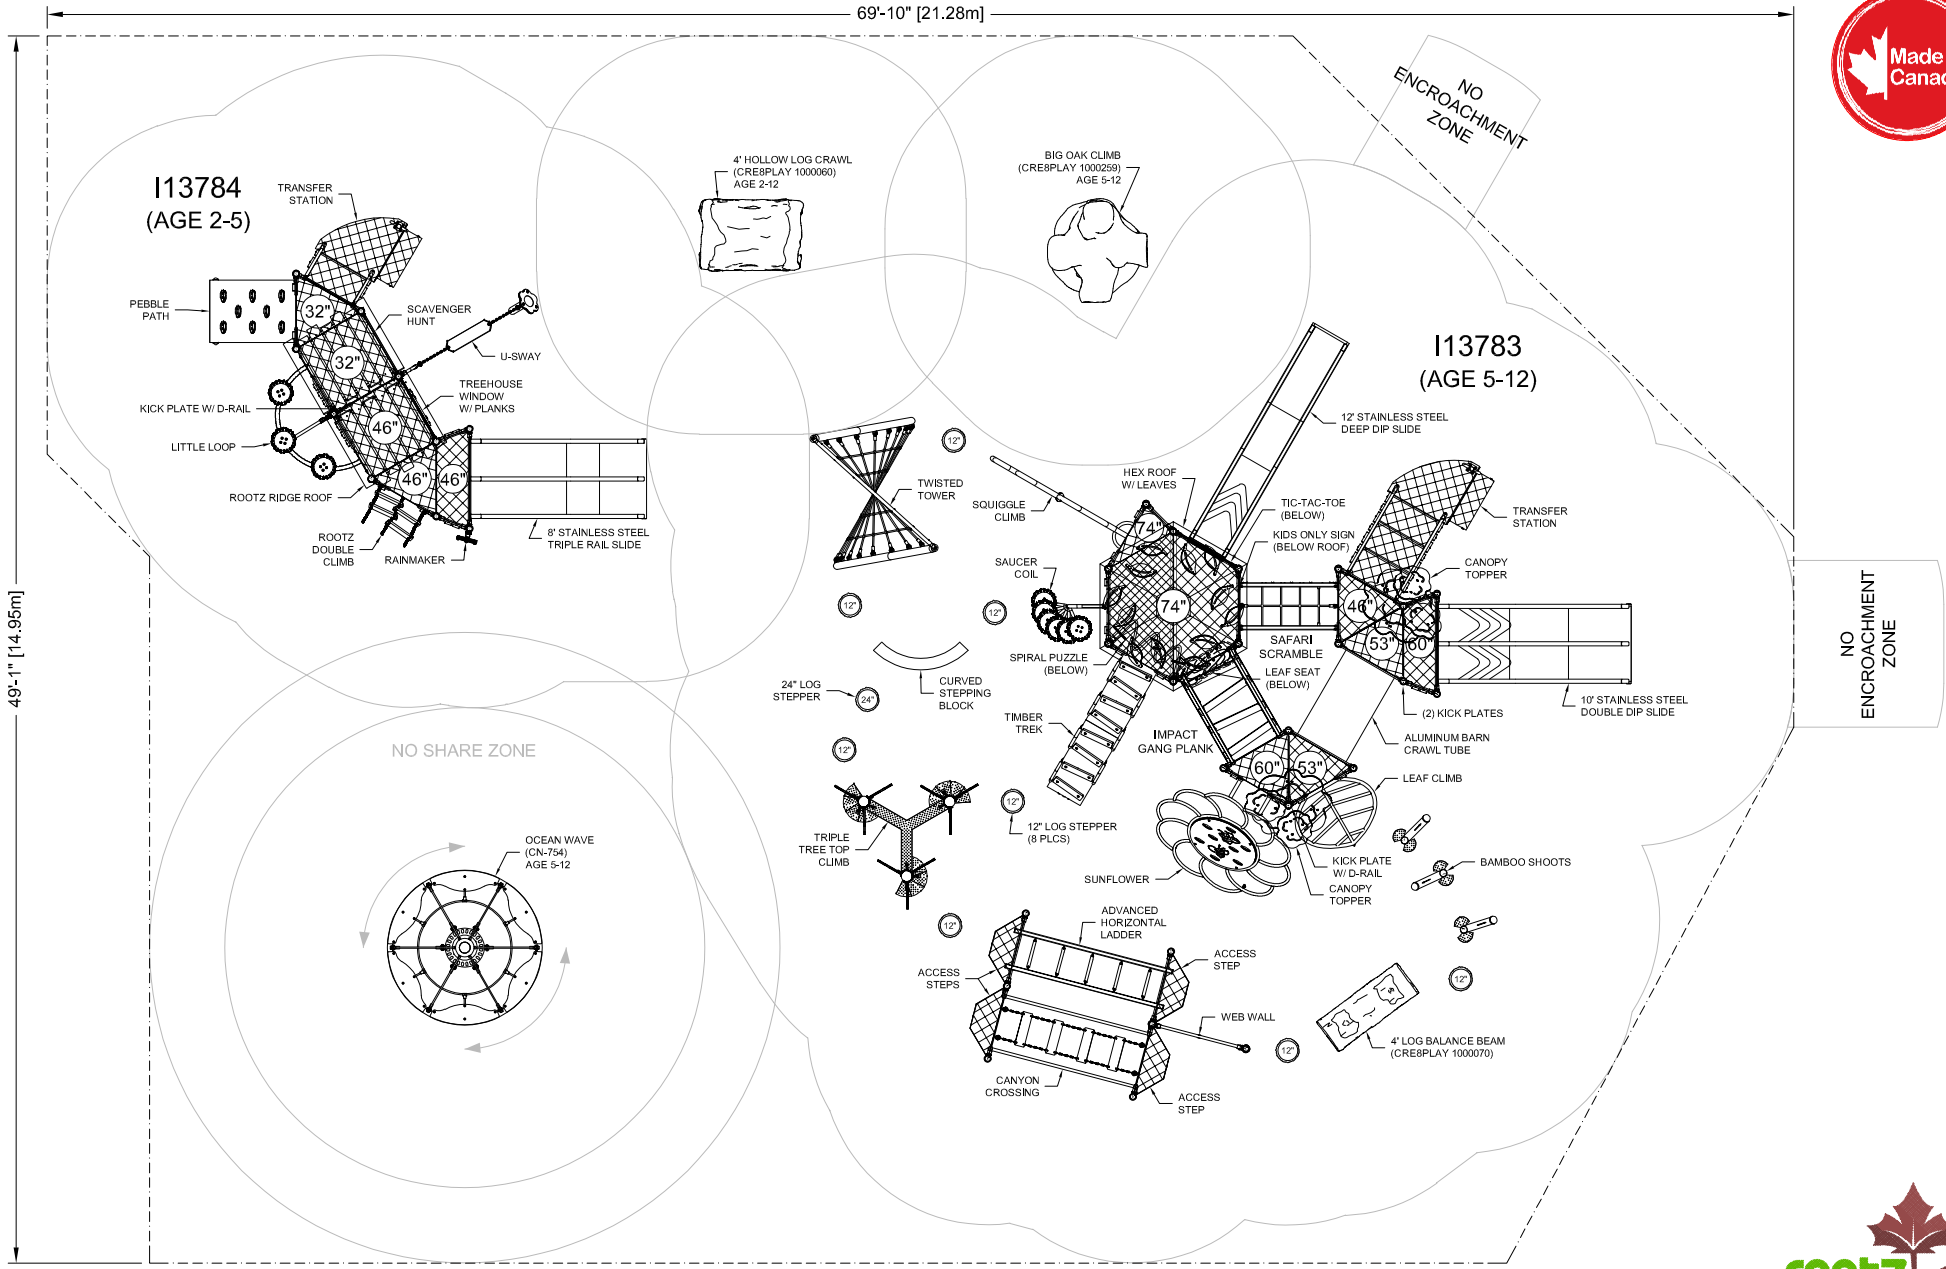 69'-10" [21.28m]
49'-1" [14.95m]
Made
Canad
NO
ENCROACHMENT
ZONE
4' HOLLOW LOG CRAWL
(CRE8PLAY 1000060)
AGE 2-12
BIG OAK CLIMB
(CRE8PLAY 1000259)
AGE 5-12
I13784
(AGE 2-5)
TRANSFER
STATION
PEBBLE
PATH
32"
32"
46"
46"
46"
SCAVENGER
HUNT
U-SWAY
TREEHOUSE
WINDOW
W/ PLANKS
KICK PLATE W/ D-RAIL
LITTLE LOOP
ROOTZ RIDGE ROOF
ROOTZ
DOUBLE
CLIMB
RAINMAKER
8' STAINLESS STEEL
TRIPLE RAIL SLIDE
I13783
(AGE 5-12)
12' STAINLESS STEEL
DEEP DIP SLIDE
TWISTED
TOWER
12"
SQUIGGLE
CLIMB
HEX ROOF
W/ LEAVES
TIC-TAC-TOE
(BELOW)
KIDS ONLY SIGN
(BELOW ROOF)
TRANSFER
STATION
CANOPY
TOPPER
74"
74"
SAUCER
COIL
12"
12"
46"
53"
60"
SAFARI
SCRAMBLE
SPIRAL PUZZLE
(BELOW)
LEAF SEAT
(BELOW)
CURVED
STEPPING
BLOCK
24" LOG
STEPPER
24"
12"
TIMBER
TREK
IMPACT
GANG PLANK
(2) KICK PLATES
10' STAINLESS STEEL
DOUBLE DIP SLIDE
ALUMINUM BARN
CRAWL TUBE
NO
ENCROACHMENT
ZONE
60"
53"
LEAF CLIMB
NO SHARE ZONE
OCEAN WAVE
(CN-754)
AGE 5-12
TRIPLE
TREE TOP
CLIMB
12"
12" LOG STEPPER
(8 PLCS)
SUNFLOWER
KICK PLATE
W/ D-RAIL
CANOPY
TOPPER
BAMBOO SHOOTS
12"
ADVANCED
HORIZONTAL
LADDER
ACCESS
STEP
ACCESS
STEPS
12"
WEB WALL
12"
4' LOG BALANCE BEAM
(CRE8PLAY 1000070)
CANYON
CROSSING
ACCESS
STEP
rootz